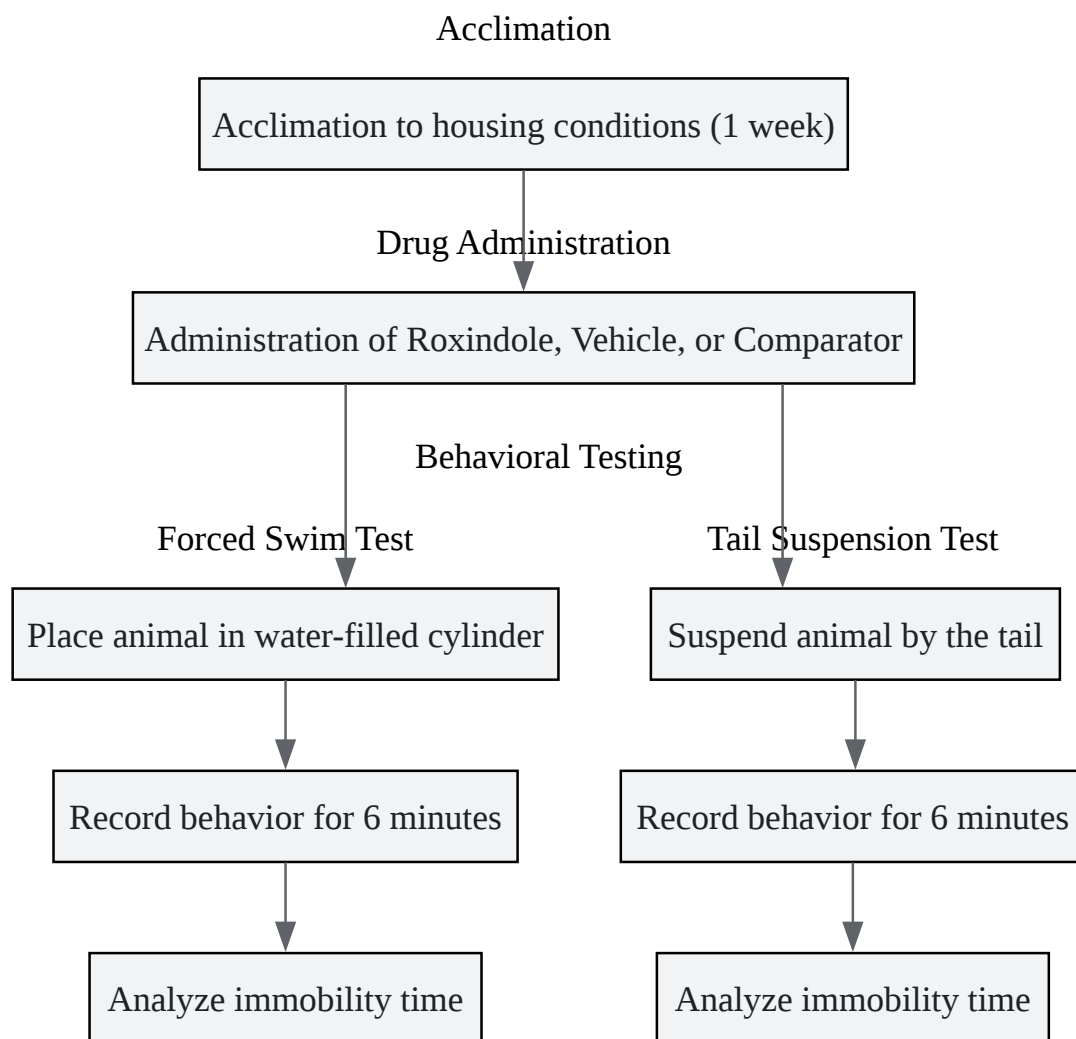 Acclimation
Acclimation to housing conditions (1 week)
Drug Administration
Administration of Roxindole, Vehicle, or Comparator
Behavioral Testing
Forced Swim Test
Tail Suspension Test
Place animal in water-filled cylinder
Suspend animal by the tail
Record behavior for 6 minutes
Record behavior for 6 minutes
Analyze immobility time
Analyze immobility time